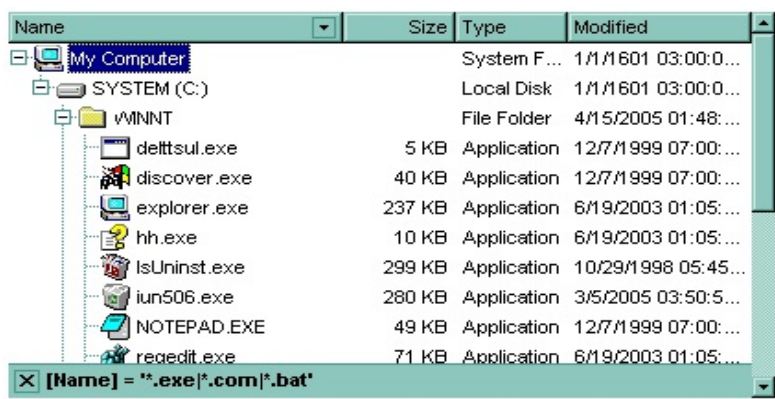 Name Size Type Modified
My Computer System F... 1/1/1601 03:00:0...
SYSTEM (C:) Local Disk 1/1/1601 03:00:0...
WINNT File Folder 4/15/2005 01:48:...
delttsul.exe 5 KB Application 12/7/1999 07:00:...
discover.exe 40 KB Application 12/7/1999 07:00:...
explorer.exe 237 KB Application 6/19/2003 01:05:...
hh.exe 10 KB Application 6/19/2003 01:05:...
IsUninst.exe 299 KB Application 10/29/1998 05:45...
iun506.exe 280 KB Application 3/5/2005 03:50:5...
NOTEPAD.EXE 49 KB Application 12/7/1999 07:00:...
regedit.exe 71 KB Application 6/19/2003 01:05:...
[Name] = '*.exe|*.com|*.bat'